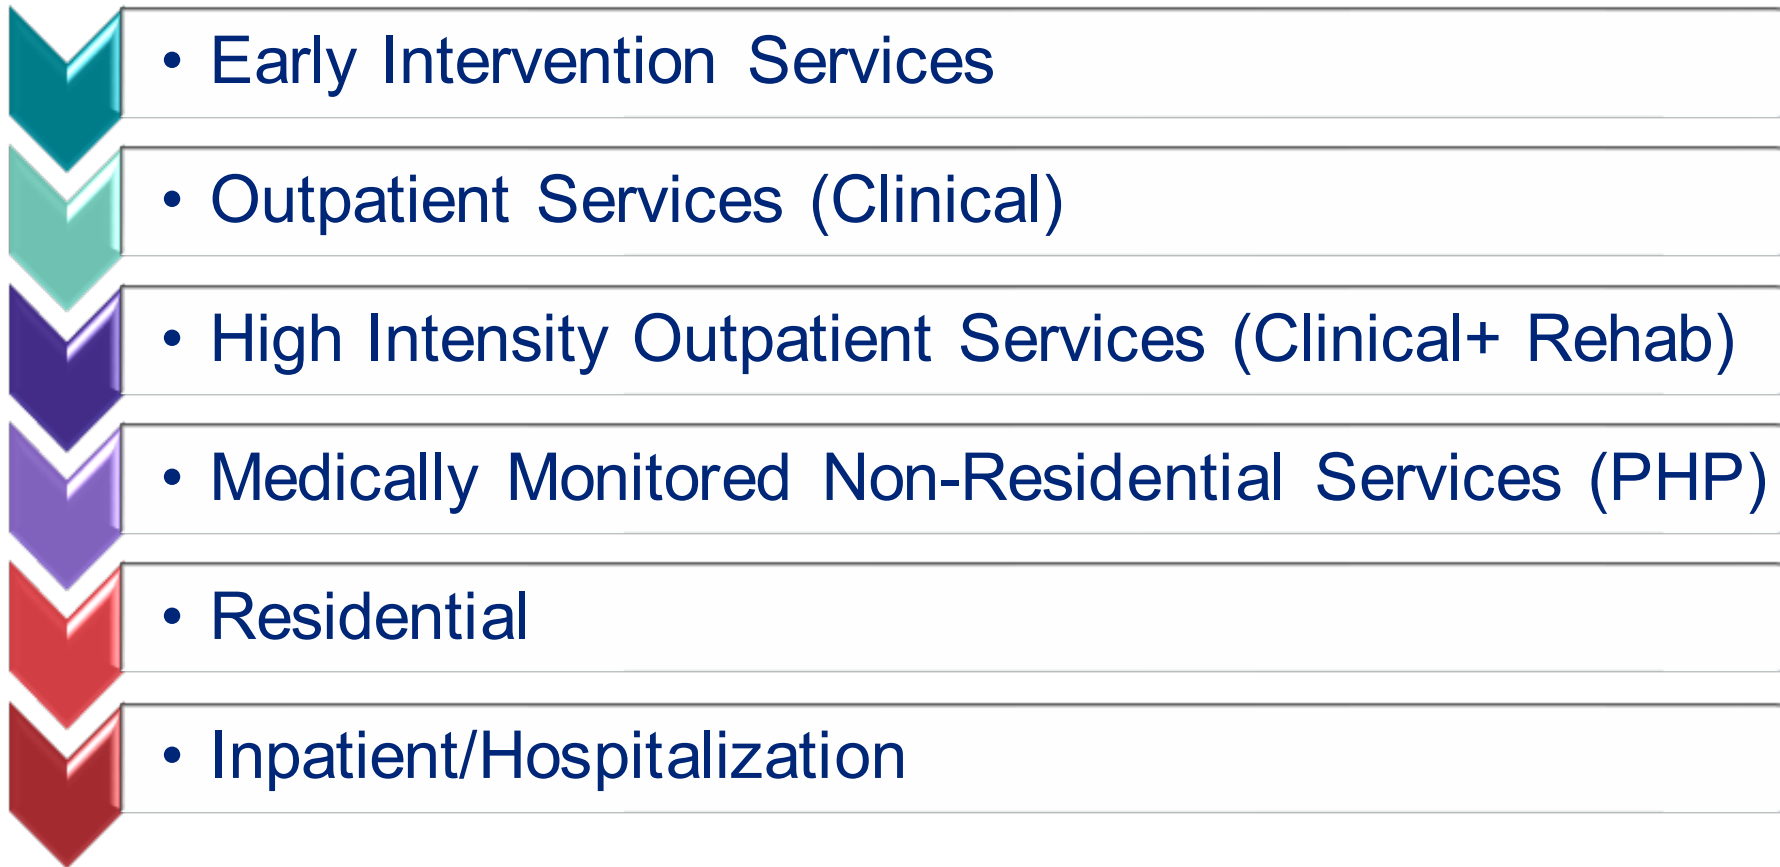 • Early Intervention Services
• Outpatient Services (Clinical)
• High Intensity Outpatient Services (Clinical+ Rehab)
• Medically Monitored Non-Residential Services (PHP)
• Residential
• Inpatient/Hospitalization